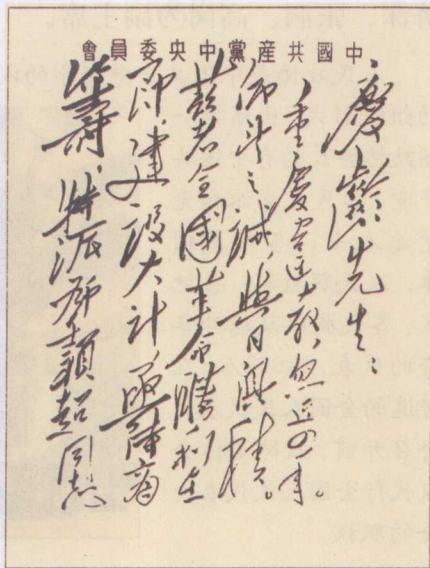 中國共產黨中央委員會
慶齡先生：
重慶違教，忽近四年。
仰望之誠，與日俱積。
茲者全國革命勝利在
即，建設大計，亟待商
籌，特派鄧穎超同志